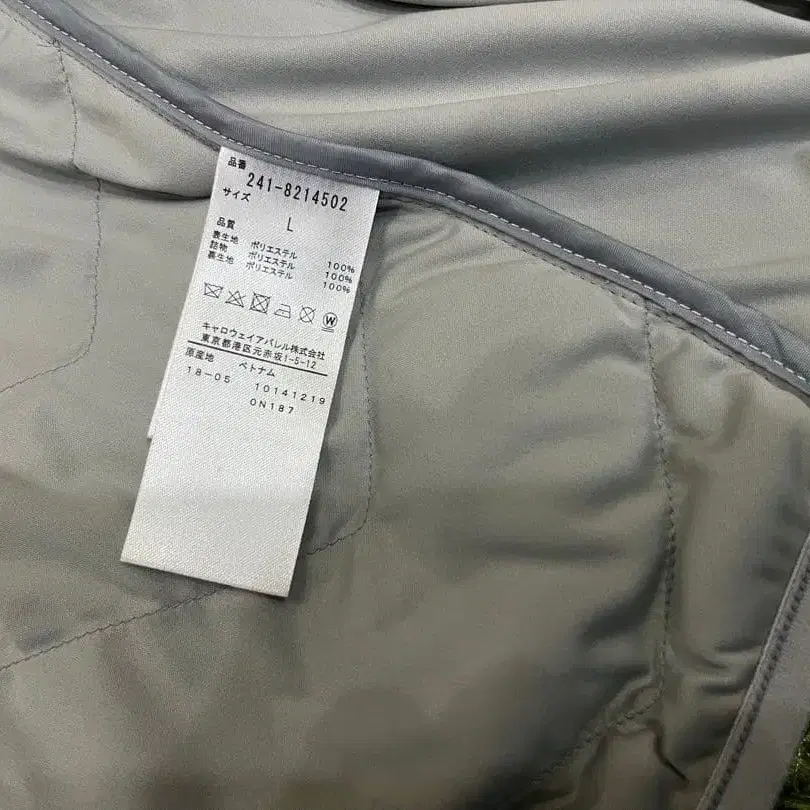 品番
241-8214502
サイズ
L
品質
表生地 ポリエステル 100%
詰物 ポリエステル 100%
裏生地 ポリエステル 100%
W
キャロウェイアパレル株式会社
東京都港区元赤坂1-5-12
原産地 ベトナム
18-05 10141219
0N187